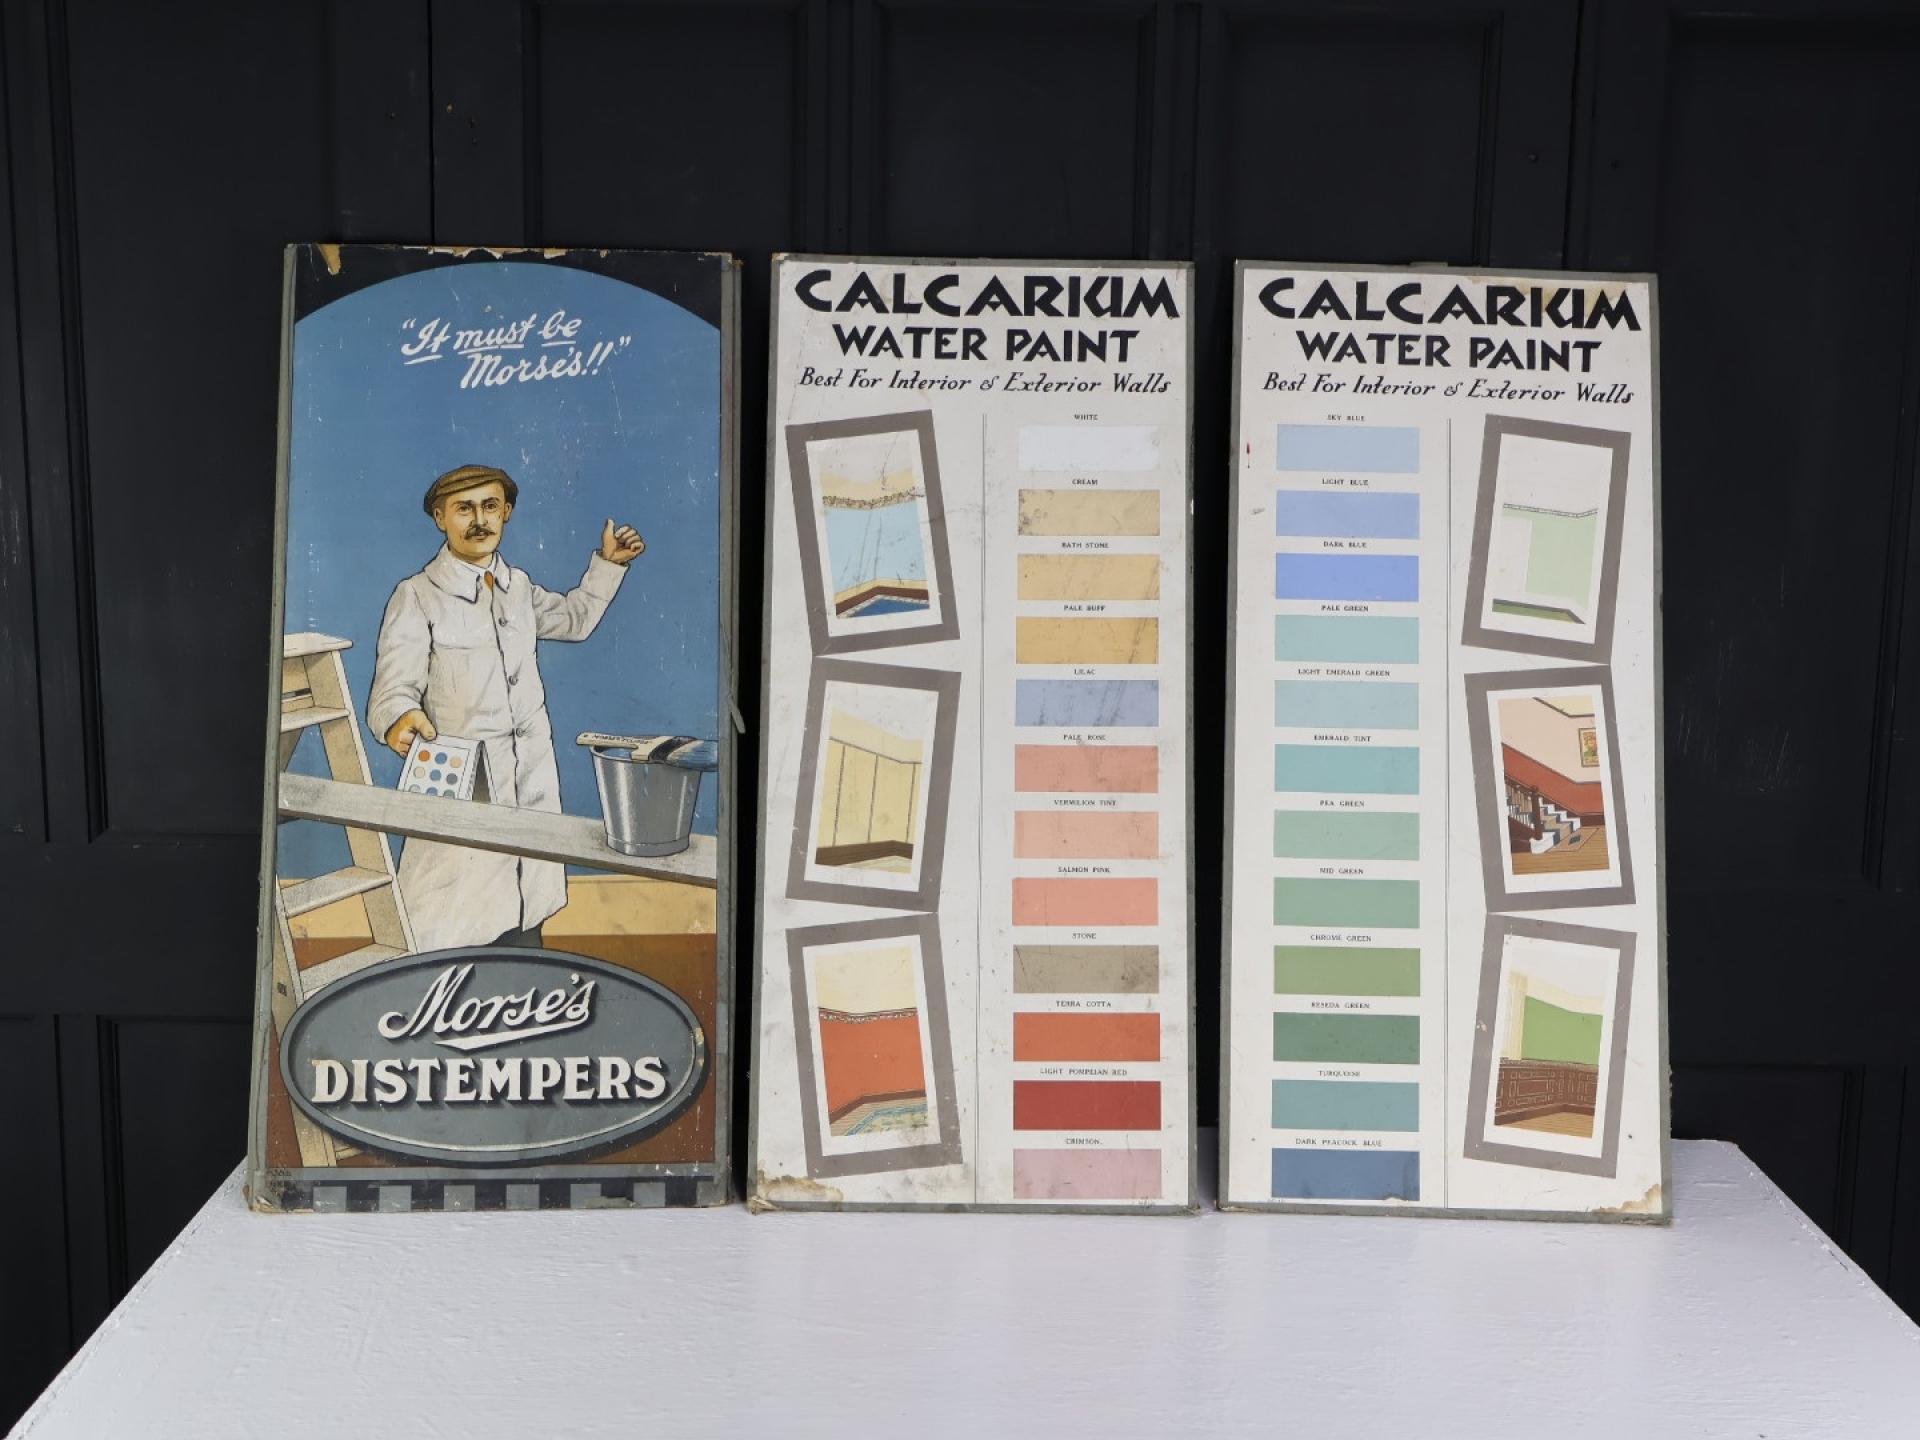 "It must be
Morse's!!"
Morse's
DISTEMPERS
CALCARIUM
WATER PAINT
Best For Interior & Exterior Walls
WHITE
CREAM
BATH STONE
PALE BUFF
LILAC
PALE ROSE
VERMILION TINT
SALMON PINK
STONE
TERRA COTTA
LIGHT POMPEIAN RED
CRIMSON.
CALCARIUM
WATER PAINT
Best For Interior & Exterior Walls
SKY BLUE
LIGHT BLUE
DARK BLUE
PALE GREEN
LIGHT EMERALD GREEN
EMERALD TINT
PEA GREEN
MID GREEN
CHROME GREEN
RESEDA GREEN
TURQUOISE
DARK PEACOCK BLUE